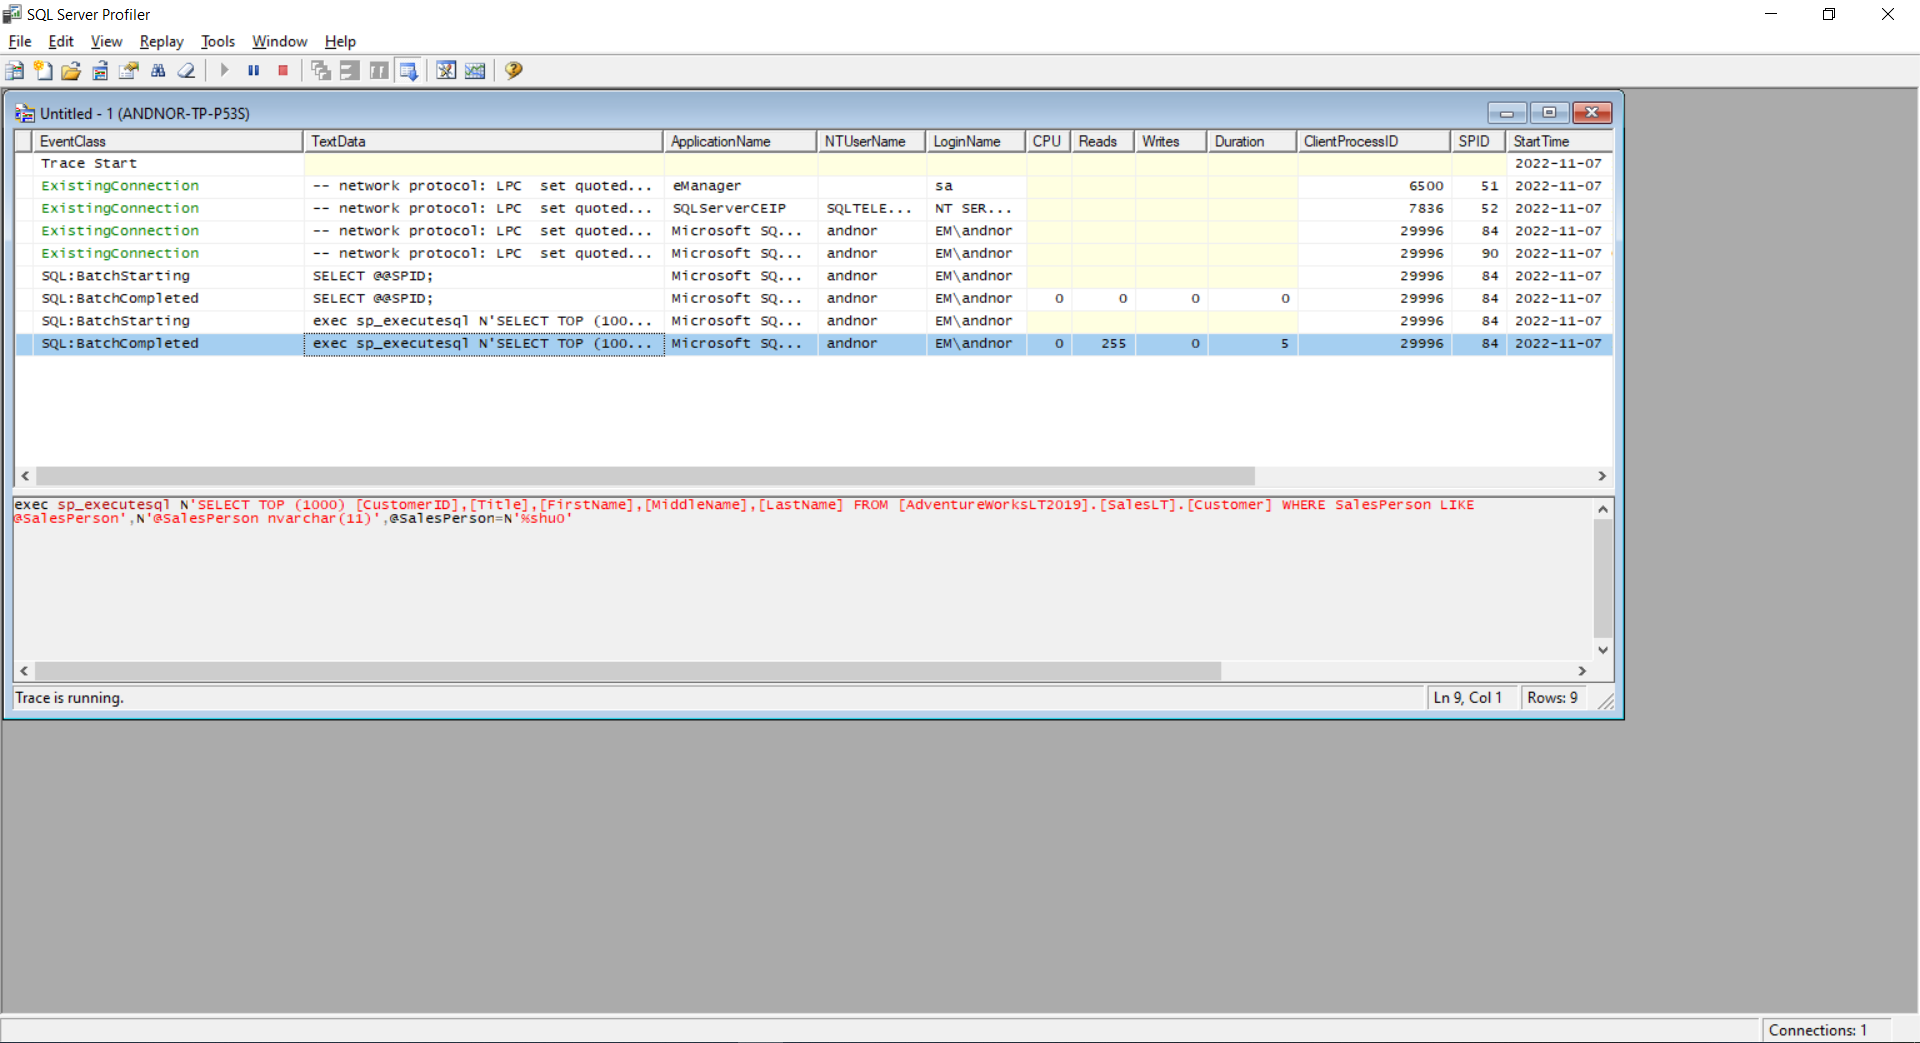 SQL Server Profiler
File Edit View Replay Tools Window Help
Untitled - 1 (ANDNOR-TP-P53S)
EventClass TextData ApplicationName NTUserName LoginName CPU Reads Writes Duration ClientProcessID SPID StartTime
Trace Start 2022-11-07
ExistingConnection -- network protocol: LPC set quoted... eManager sa 6500 51 2022-11-07
ExistingConnection -- network protocol: LPC set quoted... SQLServerCEIP SQLTELE... NT SER... 7836 52 2022-11-07
ExistingConnection -- network protocol: LPC set quoted... Microsoft SQ... andnor EM\andnor 29996 84 2022-11-07
ExistingConnection -- network protocol: LPC set quoted... Microsoft SQ... andnor EM\andnor 29996 90 2022-11-07
SQL:BatchStarting SELECT @@SPID; Microsoft SQ... andnor EM\andnor 29996 84 2022-11-07
SQL:BatchCompleted SELECT @@SPID; Microsoft SQ... andnor EM\andnor 0 0 0 0 29996 84 2022-11-07
SQL:BatchStarting exec sp_executesql N'SELECT TOP (100... Microsoft SQ... andnor EM\andnor 29996 84 2022-11-07
SQL:BatchCompleted exec sp_executesql N'SELECT TOP (100... Microsoft SQ... andnor EM\andnor 0 255 0 5 29996 84 2022-11-07
exec sp_executesql N'SELECT TOP (1000) [CustomerID],[Title],[FirstName],[MiddleName],[LastName] FROM [AdventureWorksLT2019].[SalesLT].[Customer] WHERE SalesPerson LIKE
@SalesPerson',N'@SalesPerson nvarchar(11)',@SalesPerson=N'%shu0'
Trace is running.
Ln 9, Col 1 Rows: 9
Connections: 1